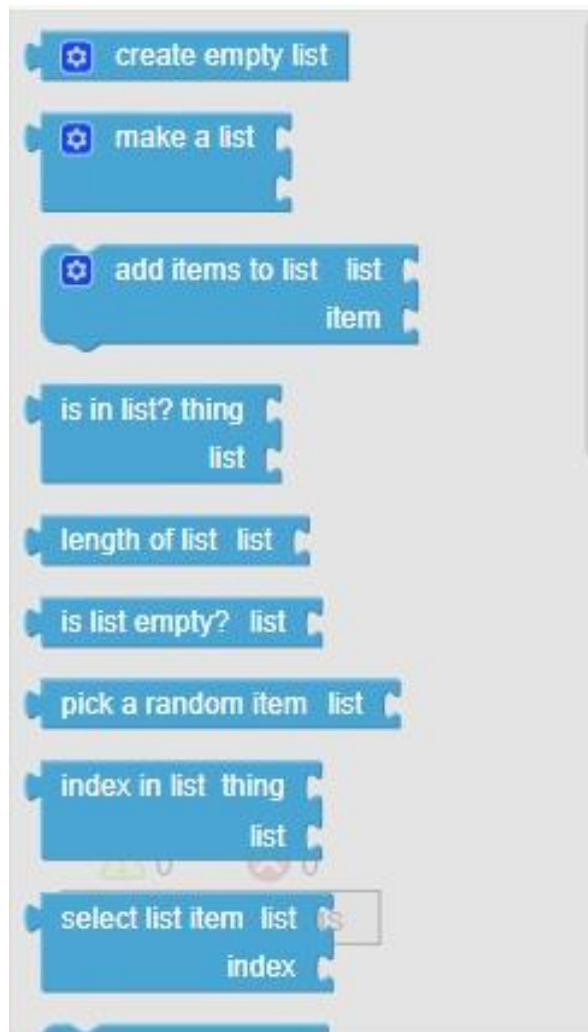 create empty list
make a list
add items to list list
item
is in list? thing
list
length of list list
is list empty? list
pick a random item list
index in list thing
list
0 0
select list item list
index